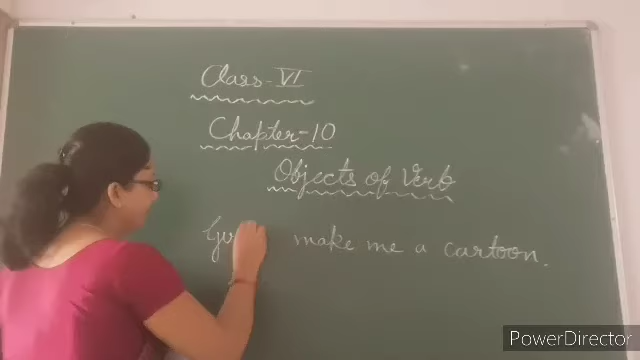 Class-VI
Chapter-10
Objects of Verb
make me a cartoon.
PowerDirector